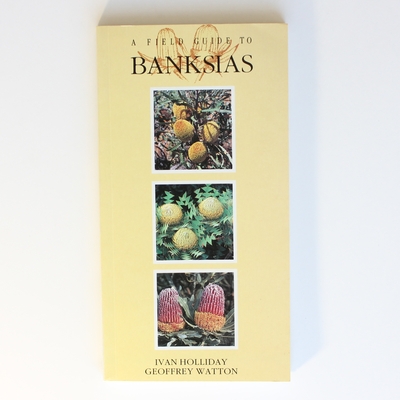 A FIELD GUIDE TO
BANKSIAS
IVAN HOLLIDAY
GEOFFREY WATTON